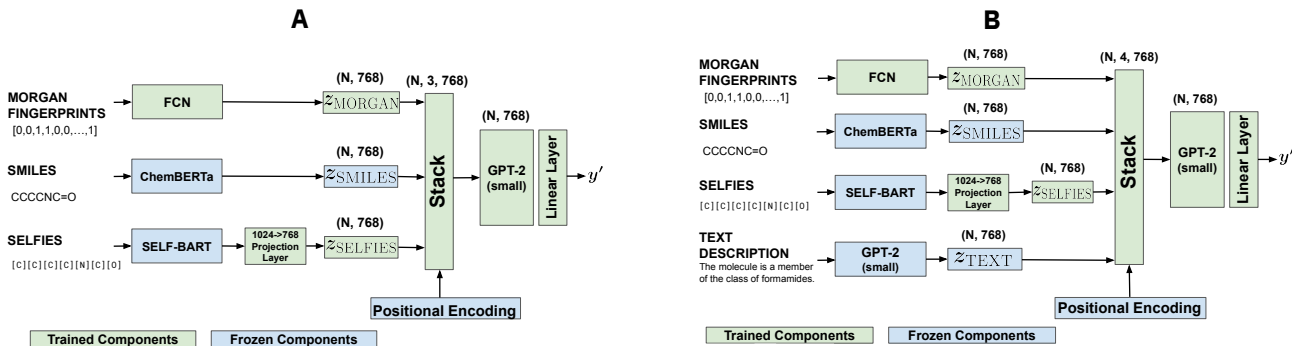 A
(N, 768)
(N, 3, 768)
MORGAN
FINGERPRINTS
[0,0,1,1,0,0,...,1]
FCN
z_MORGAN
(N, 768)
SMILES
CCCCNC=O
ChemBERTa
(N, 768)
z_SMILES
Stack
GPT-2
(small)
Linear Layer
y′
SELFIES
[C][C][C][C][N][C][O]
SELF-BART
1024->768
Projection
Layer
(N, 768)
z_SELFIES
Positional Encoding
Trained Components
Frozen Components
B
(N, 768)
(N, 4, 768)
MORGAN
FINGERPRINTS
[0,0,1,1,0,0,...,1]
FCN
z_MORGAN
(N, 768)
SMILES
CCCCNC=O
ChemBERTa
(N, 768)
z_SMILES
Stack
GPT-2
(small)
Linear Layer
y′
SELFIES
[C][C][C][C][N][C][O]
SELF-BART
1024->768
Projection
Layer
(N, 768)
z_SELFIES
TEXT
DESCRIPTION
The molecule is a member
of the class of formamides.
GPT-2
(small)
(N, 768)
z_TEXT
Positional Encoding
Trained Components
Frozen Components